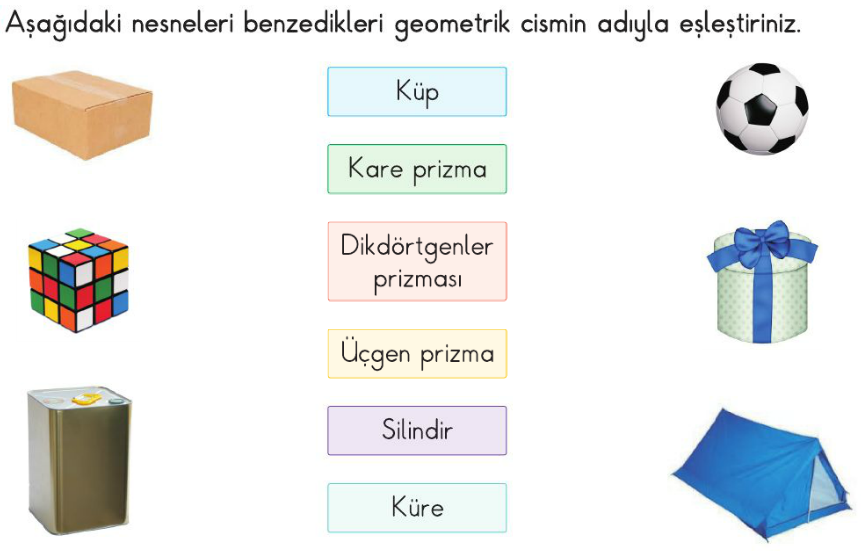 Aşağıdaki nesneleri benzedikleri geometrik cismin adıyla eşleştiriniz.
Küp
Kare prizma
Dikdörtgenler
prizması
Üçgen prizma
Silindir
Küre